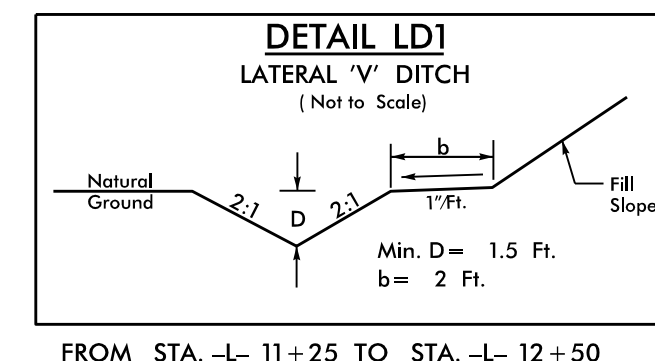 DETAIL LD1
LATERAL 'V' DITCH
( Not to Scale)
b
Natural
Ground
2:1
D
2:1
1"/Ft.
Fill
Slope
Min. D = 1.5 Ft.
b = 2 Ft.
FROM STA. -L- 11+25 TO STA. -L- 12+50